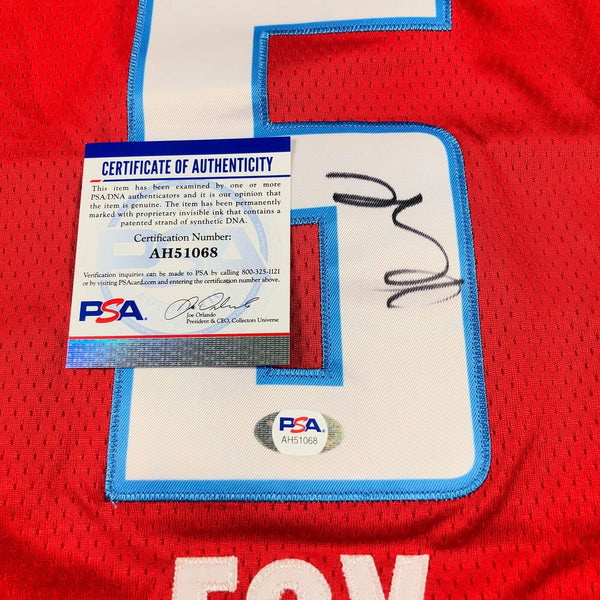 5
CERTIFICATE OF AUTHENTICITY
This item has been examined by one or more
PSA/DNA authenticators and it is our opinion that
the item is genuine. The item has been permanently
marked with proprietary invisible ink that contains a
patented strand of synthetic DNA.
Certification Number:
AH51068
Verification inquiries can be made to PSA by calling 800-325-1121
or by visiting PSAcard.com and entering the above certification number.
PSA.
Joe Orlando
President & CEO, Collectors Universe
PSA.
AH51068
FOX